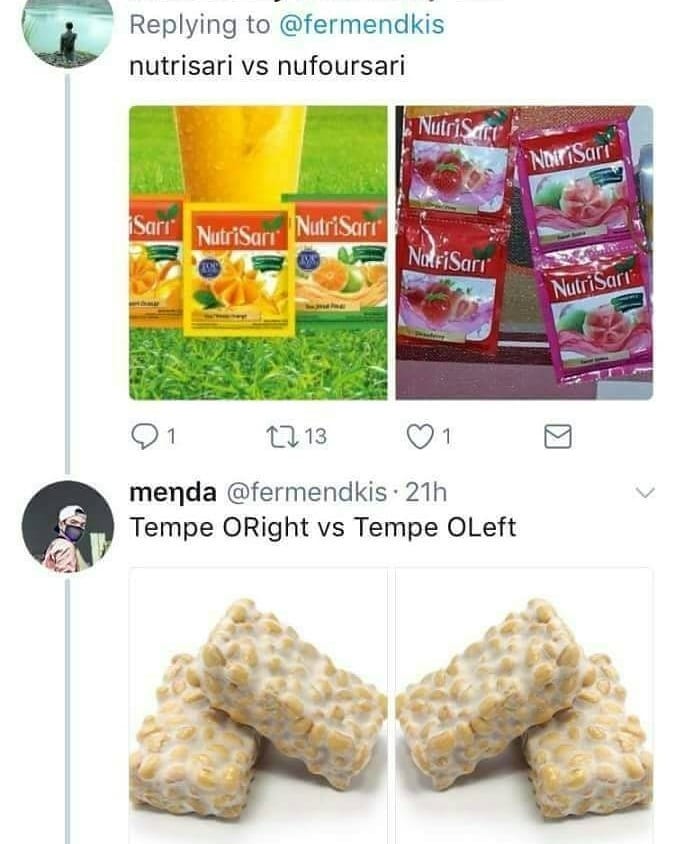 Replying to @fermendkis
nutrisari vs nufoursari
iSari
NutriSari
NutriSari
NutriSari
NutriSari
NutriSari
NutriSari
1
13
1
menda @fermendkis · 21h
Tempe ORight vs Tempe OLeft